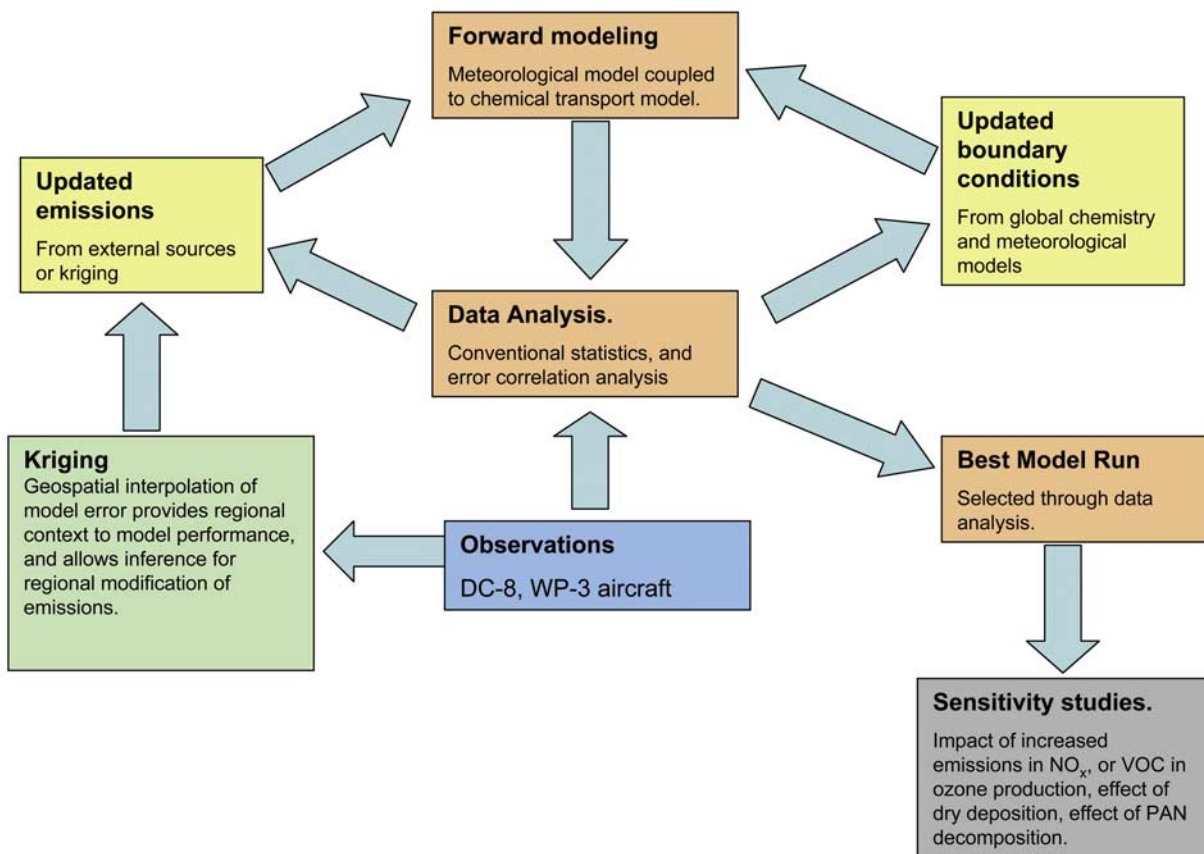 Forward modeling
Meteorological model coupled
to chemical transport model.
Updated
emissions
From external sources
or kriging
Updated
boundary
conditions
From global chemistry
and meteorological
models
Data Analysis.
Conventional statistics, and
error correlation analysis
Kriging
Geospatial interpolation of
model error provides regional
context to model performance,
and allows inference for
regional modification of
emissions.
Observations
DC-8, WP-3 aircraft
Best Model Run
Selected through data
analysis.
Sensitivity studies.
Impact of increased
emissions in NOx, or VOC in
ozone production, effect of
dry deposition, effect of PAN
decomposition.